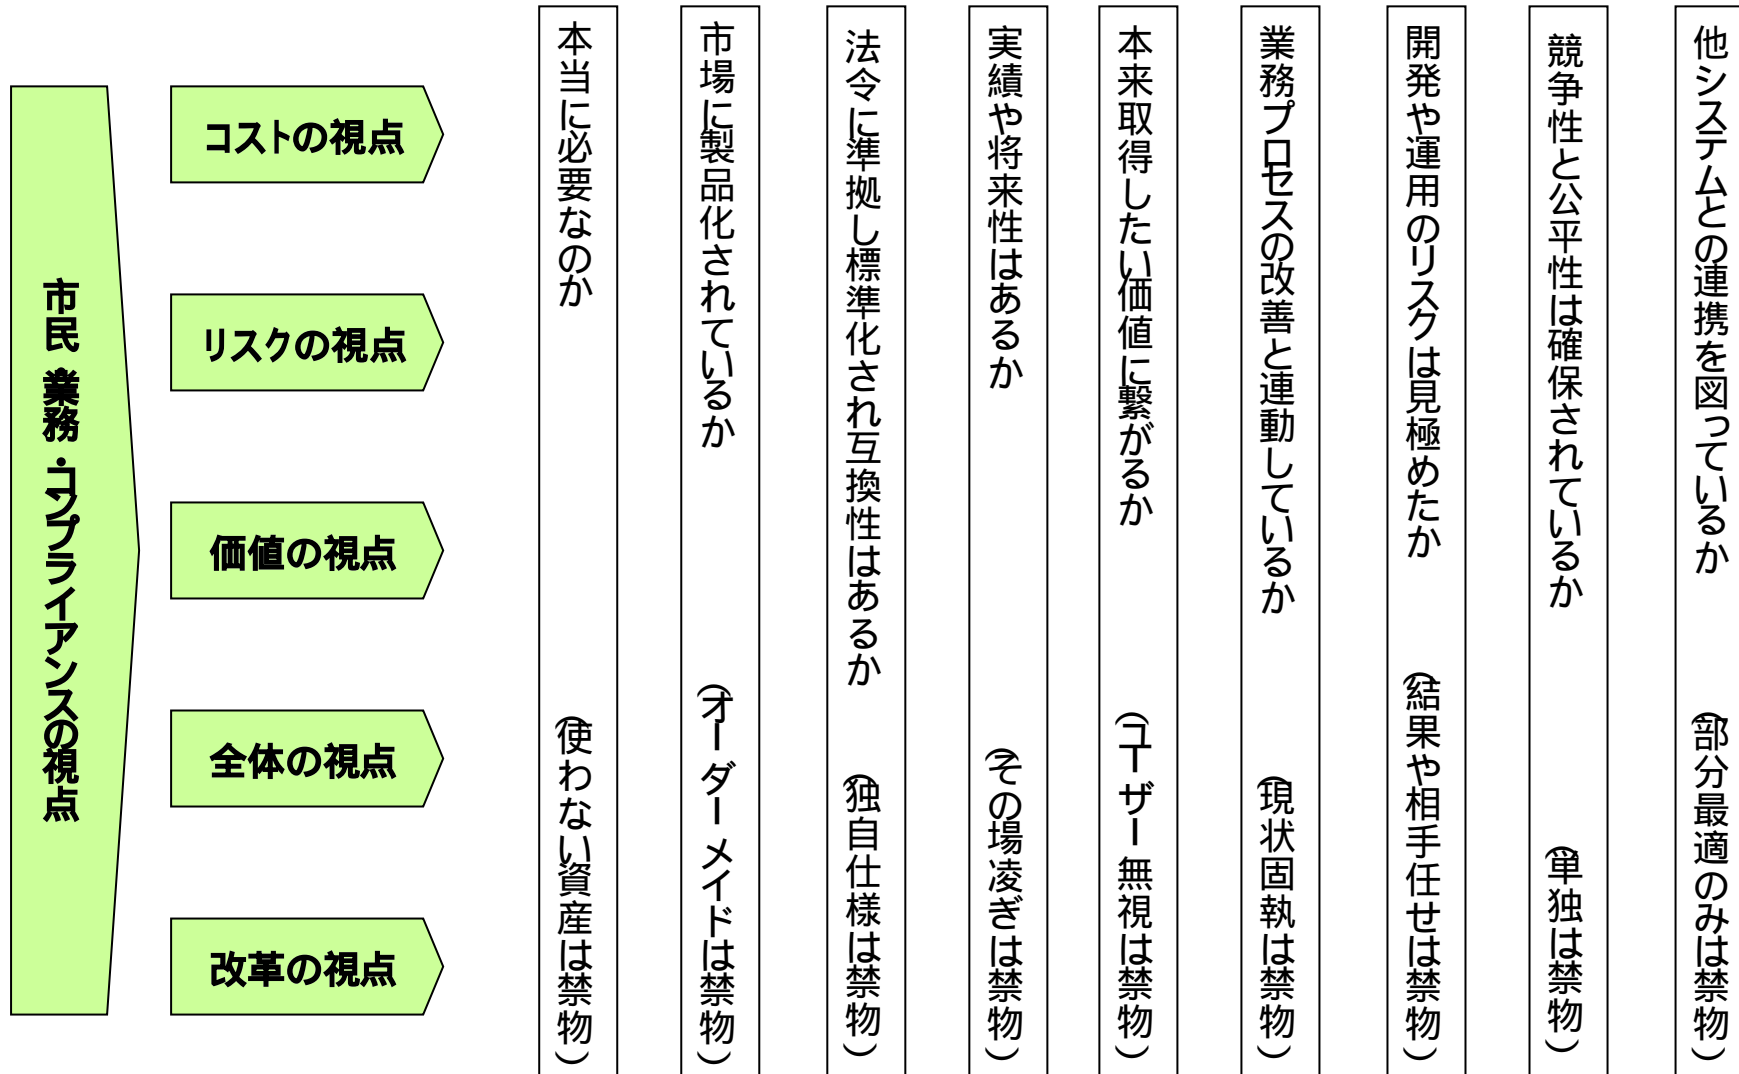 市民・業務・コンプライアンスの視点
コストの視点
リスクの視点
価値の視点
全体の視点
改革の視点
本当に必要なのか（使わない資産は禁物）
市場に製品化されているか（オーダーメイドは禁物）
法令に準拠し標準化され互換性はあるか（独自仕様は禁物）
実績や将来性はあるか（その場凌ぎは禁物）
本来取得したい価値に繋がるか（ユーザー無視は禁物）
業務プロセスの改善と連動しているか（現状固執は禁物）
開発や運用のリスクは見極めたか（結果や相手任せは禁物）
競争性と公平性は確保されているか（単独は禁物）
他システムとの連携を図っているか（部分最適のみは禁物）